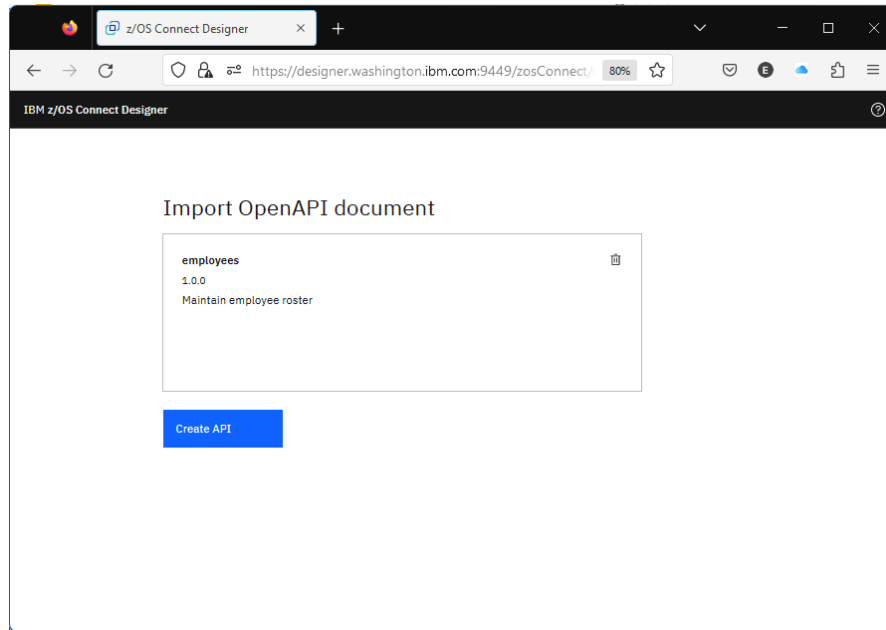 z/OS Connect Designer
https://designer.washington.ibm.com:9449/zosConnect/
80%
E
IBM z/OS Connect Designer
Import OpenAPI document
employees
1.0.0
Maintain employee roster
Create API